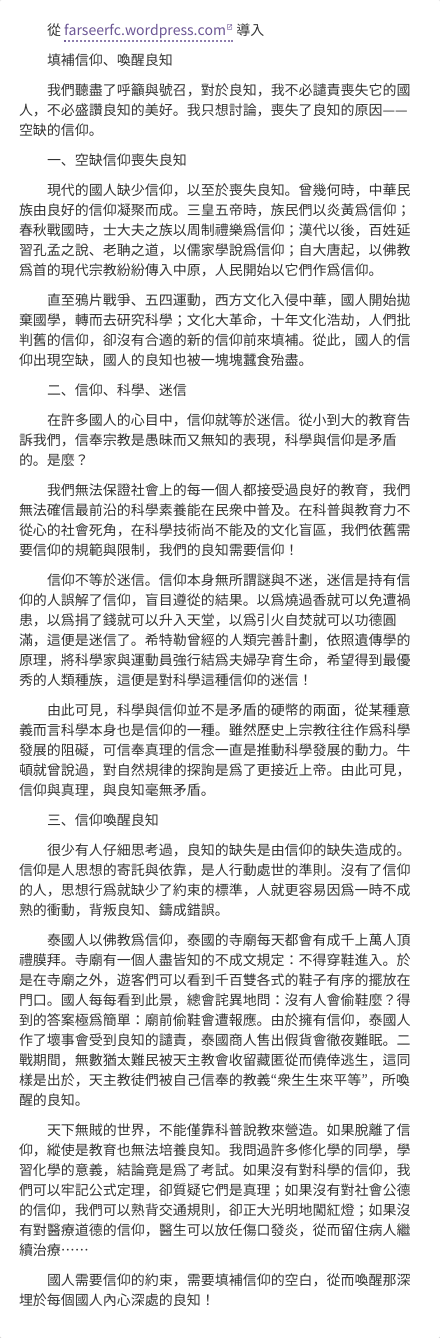 從 farseerfc.wordpress.com 導入
填補信仰、喚醒良知
我們聽盡了呼籲與號召，對於良知，我不必譴責喪失它的國
人，不必盛讚良知的美好。我只想討論，喪失了良知的原因——
空缺的信仰。
一、空缺信仰喪失良知
現代的國人缺少信仰，以至於喪失良知。曾幾何時，中華民
族由良好的信仰凝聚而成。三皇五帝時，族民們以炎黃爲信仰；
春秋戰國時，士大夫之族以周制禮樂爲信仰；漢代以後，百姓延
習孔孟之說、老聃之道，以儒家學說爲信仰；自大唐起，以佛教
爲首的現代宗教紛紛傳入中原，人民開始以它們作爲信仰。
直至鴉片戰爭、五四運動，西方文化入侵中華，國人開始拋
棄國學，轉而去研究科學；文化大革命，十年文化浩劫，人們批
判舊的信仰，卻沒有合適的新的信仰前來填補。從此，國人的信
仰出現空缺，國人的良知也被一塊塊蠶食殆盡。
二、信仰、科學、迷信
在許多國人的心目中，信仰就等於迷信。從小到大的教育告
訴我們，信奉宗教是愚昧而又無知的表現，科學與信仰是矛盾
的。是麼？
我們無法保證社會上的每一個人都接受過良好的教育，我們
無法確信最前沿的科學素養能在民衆中普及。在科普與教育力不
從心的社會死角，在科學技術尚不能及的文化盲區，我們依舊需
要信仰的規範與限制，我們的良知需要信仰！
信仰不等於迷信。信仰本身無所謂謎與不迷，迷信是持有信
仰的人誤解了信仰，盲目遵從的結果。以爲燒過香就可以免遭禍
患，以爲捐了錢就可以升入天堂，以爲引火自焚就可以功德圓
滿，這便是迷信了。希特勒曾經的人類完善計劃，依照遺傳學的
原理，將科學家與運動員強行結爲夫婦孕育生命，希望得到最優
秀的人類種族，這便是對科學這種信仰的迷信！
由此可見，科學與信仰並不是矛盾的硬幣的兩面，從某種意
義而言科學本身也是信仰的一種。雖然歷史上宗教往往作爲科學
發展的阻礙，可信奉真理的信念一直是推動科學發展的動力。牛
頓就曾說過，對自然規律的探詢是爲了更接近上帝。由此可見，
信仰與真理，與良知毫無矛盾。
三、信仰喚醒良知
很少有人仔細思考過，良知的缺失是由信仰的缺失造成的。
信仰是人思想的寄託與依靠，是人行動處世的準則。沒有了信仰
的人，思想行爲就缺少了約束的標準，人就更容易因爲一時不成
熟的衝動，背叛良知、鑄成錯誤。
泰國人以佛教爲信仰，泰國的寺廟每天都會有成千上萬人頂
禮膜拜。寺廟有一個人盡皆知的不成文規定：不得穿鞋進入。於
是在寺廟之外，遊客們可以看到千百雙各式的鞋子有序的擺放在
門口。國人每每看到此景，總會詫異地問：沒有人會偷鞋麼？得
到的答案極爲簡單：廟前偷鞋會遭報應。由於擁有信仰，泰國人
作了壞事會受到良知的譴責，泰國商人售出假貨會徹夜難眠。二
戰期間，無數猶太難民被天主教會收留藏匿從而僥倖逃生，這同
樣是出於，天主教徒們被自己信奉的教義“衆生生來平等”，所喚
醒的良知。
天下無賊的世界，不能僅靠科普說教來營造。如果脫離了信
仰，縱使是教育也無法培養良知。我問過許多修化學的同學，學
習化學的意義，結論竟是爲了考試。如果沒有對科學的信仰，我
們可以牢記公式定理，卻質疑它們是真理；如果沒有對社會公德
的信仰，我們可以熟背交通規則，卻正大光明地闖紅燈；如果沒
有對醫療道德的信仰，醫生可以放任傷口發炎，從而留住病人繼
續治療……
國人需要信仰的約束，需要填補信仰的空白，從而喚醒那深
埋於每個國人內心深處的良知！